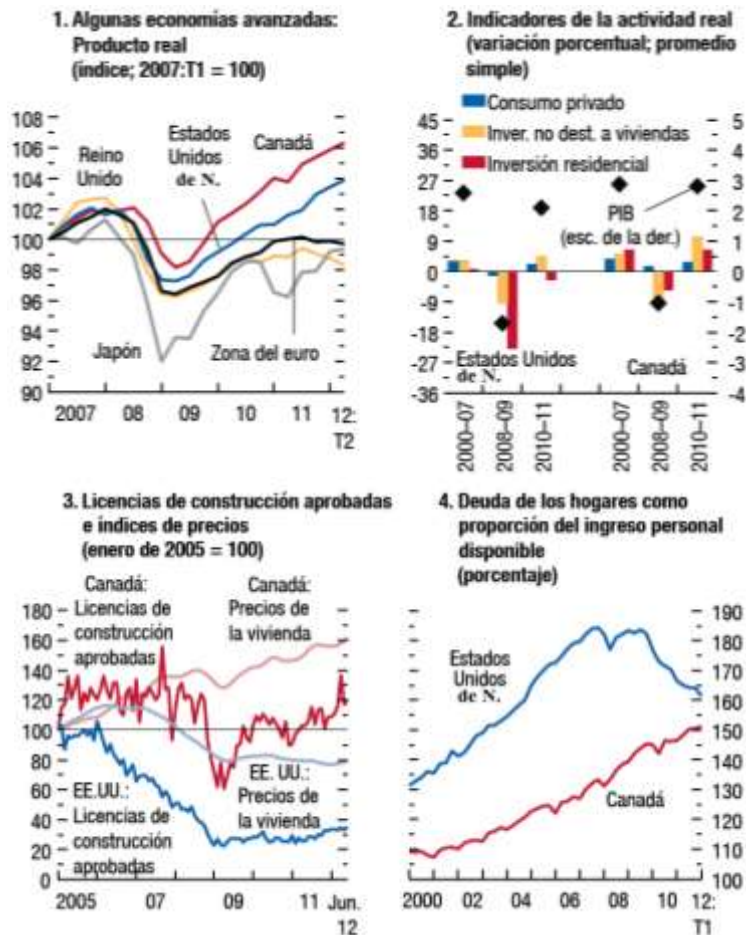 1. Algunas economías avanzadas:
Producto real
(índice; 2007:T1 = 100)
108
106
104
102
100
98
96
94
92
90
Reino
Unido
Estados
Unidos
de N.
Canadá
Japón
Zona del euro
2007 08 09 10 11 12:
T2
2. Indicadores de la actividad real
(variación porcentual; promedio
simple)
Consumo privado
Inver. no dest. a viviendas
Inversión residencial
45
36
27
18
9
0
-9
-18
-27
-36
5
4
3
2
1
0
-1
-2
-3
-4
PIB
(esc. de la der.)
Estados Unidos
de N.
Canadá
2000–07
2008–09
2010–11
2000–07
2008–09
2010–11
3. Licencias de construcción aprobadas
e índices de precios
(enero de 2005 = 100)
180
160
140
120
100
80
60
40
20
0
Canadá:
Licencias de
construcción
aprobadas
Canadá:
Precios de
la vivienda
EE.UU.:
Licencias de
construcción
aprobadas
EE. UU.:
Precios de
la vivienda
2005 07 09 11 Jun.
12
4. Deuda de los hogares como
proporción del ingreso personal
disponible
(porcentaje)
190
180
170
160
150
140
130
120
110
100
Estados
Unidos
de N.
Canadá
2000 02 04 06 08 10 12:
T1